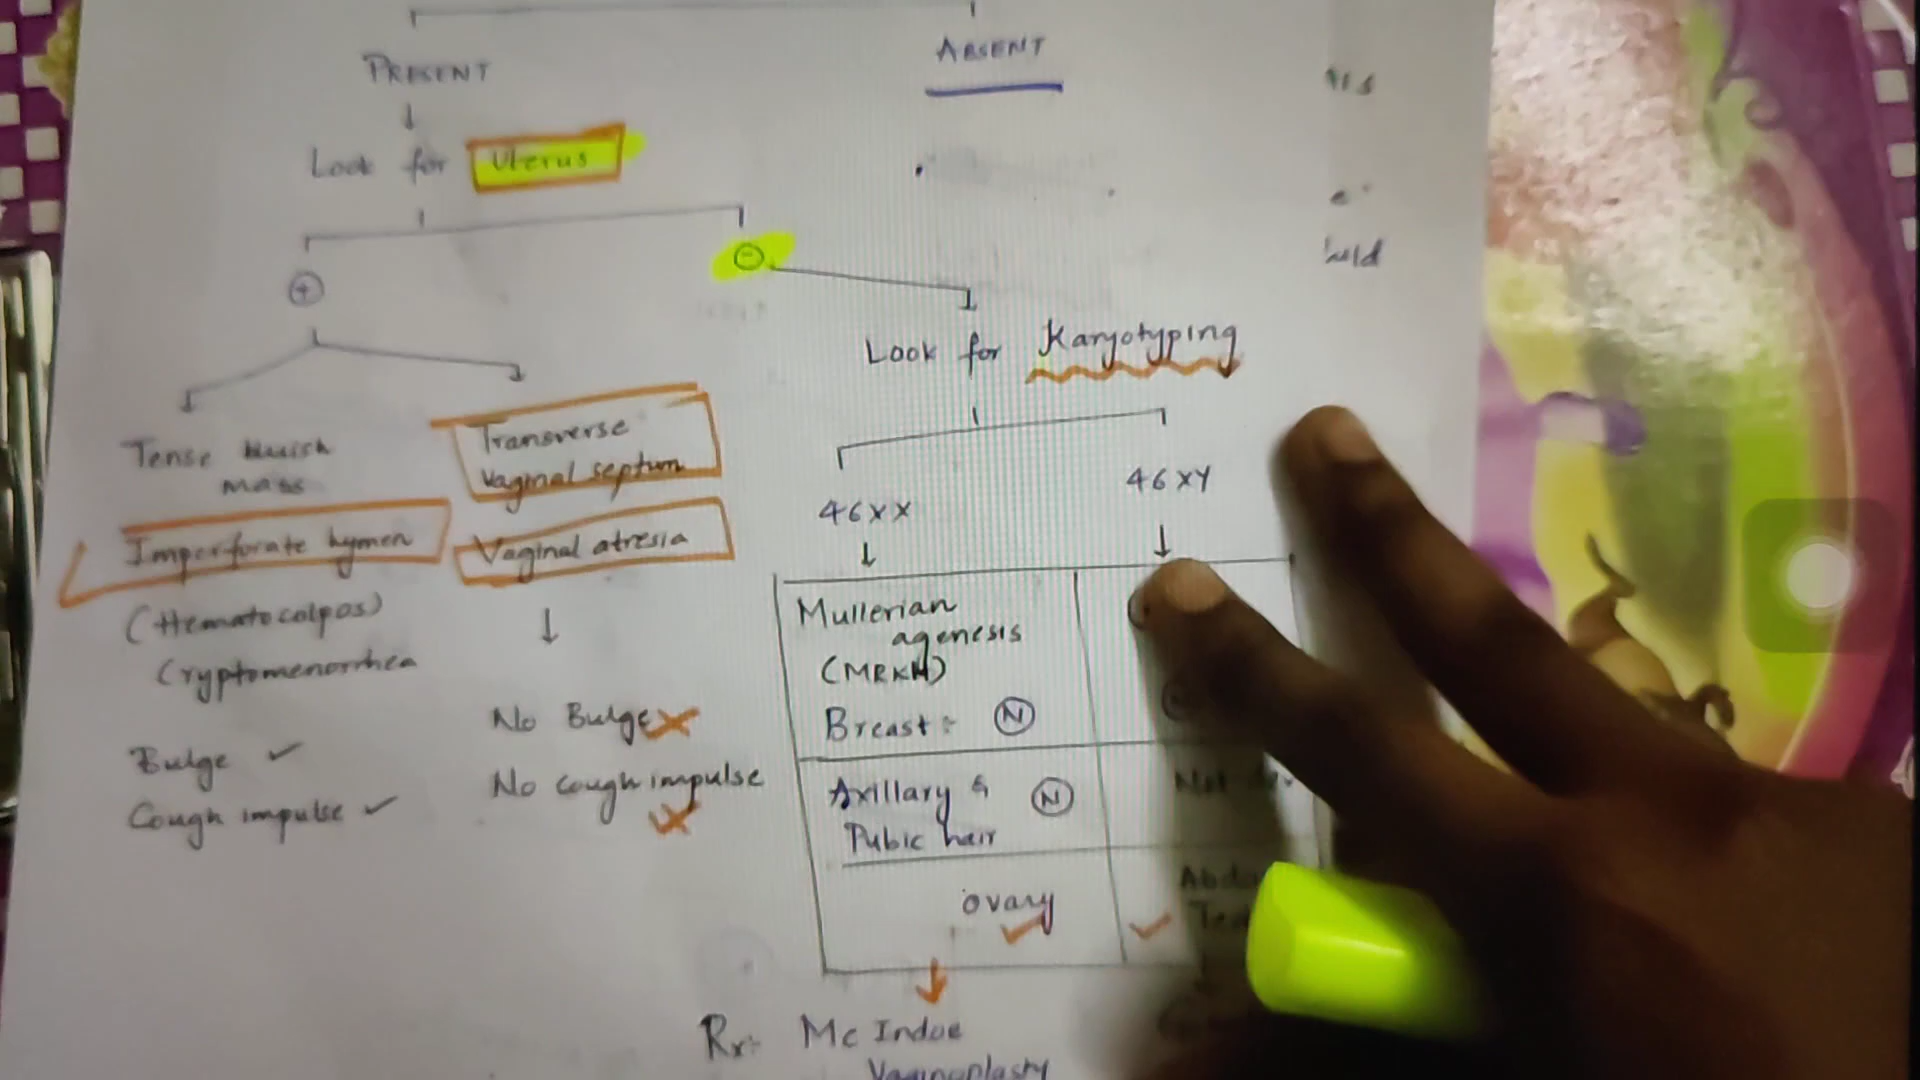 PRESENT
ABSENT
Look for Uterus
+
-
Look for Karyotyping
Tense bluish
mass
Imperforate hymen
(Hematocolpos)
Cryptomenorrhea
Bulge ✓
Cough impulse ✓
Transverse
vaginal septum
Vaginal atresia
No Bulge ✗
No cough impulse
✗
46XX
46XY
Mullerian
agenesis
(MRKH)
Breast: N
Axillary & N
Pubic hair
ovary
✓ ✓
Rx: Mc Indoe
Vaginoplasty